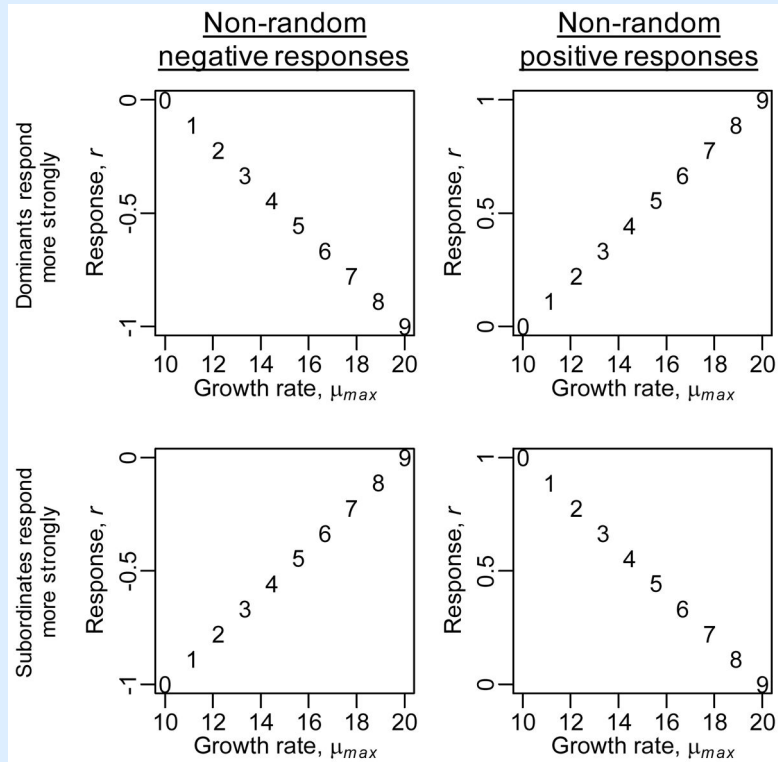 Non-random
negative responses
Non-random
positive responses
Dominants respond
more strongly
Response, r
0
-0.5
-1
0
1
2
3
4
5
6
7
8
9
10 12 14 16 18 20
Growth rate, μmax
Response, r
1
0.5
0
9
8
7
6
5
4
3
2
1
0
10 12 14 16 18 20
Growth rate, μmax
Subordinates respond
more strongly
Response, r
0
-0.5
-1
9
8
7
6
5
4
3
2
1
0
10 12 14 16 18 20
Growth rate, μmax
Response, r
1
0.5
0
0
1
2
3
4
5
6
7
8
9
10 12 14 16 18 20
Growth rate, μmax